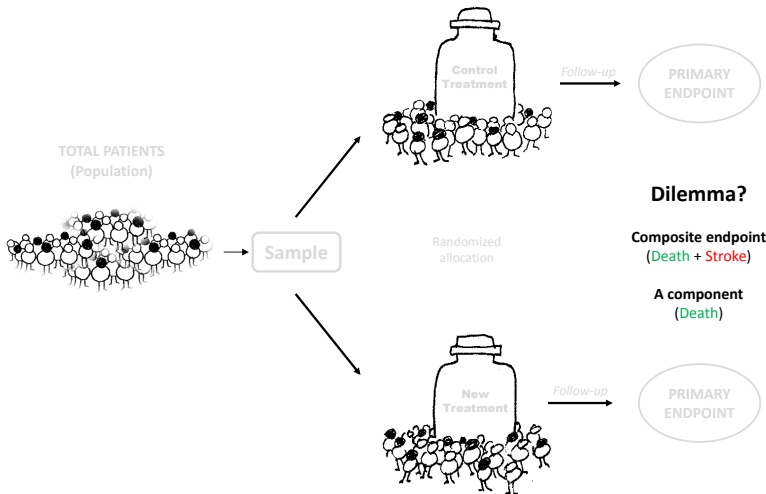 Control
Treatment
Follow-up
PRIMARY
ENDPOINT
TOTAL PATIENTS
(Population)
Sample
Randomized
allocation
Dilemma?
Composite endpoint
(Death + Stroke)
A component
(Death)
New
Treatment
Follow-up
PRIMARY
ENDPOINT